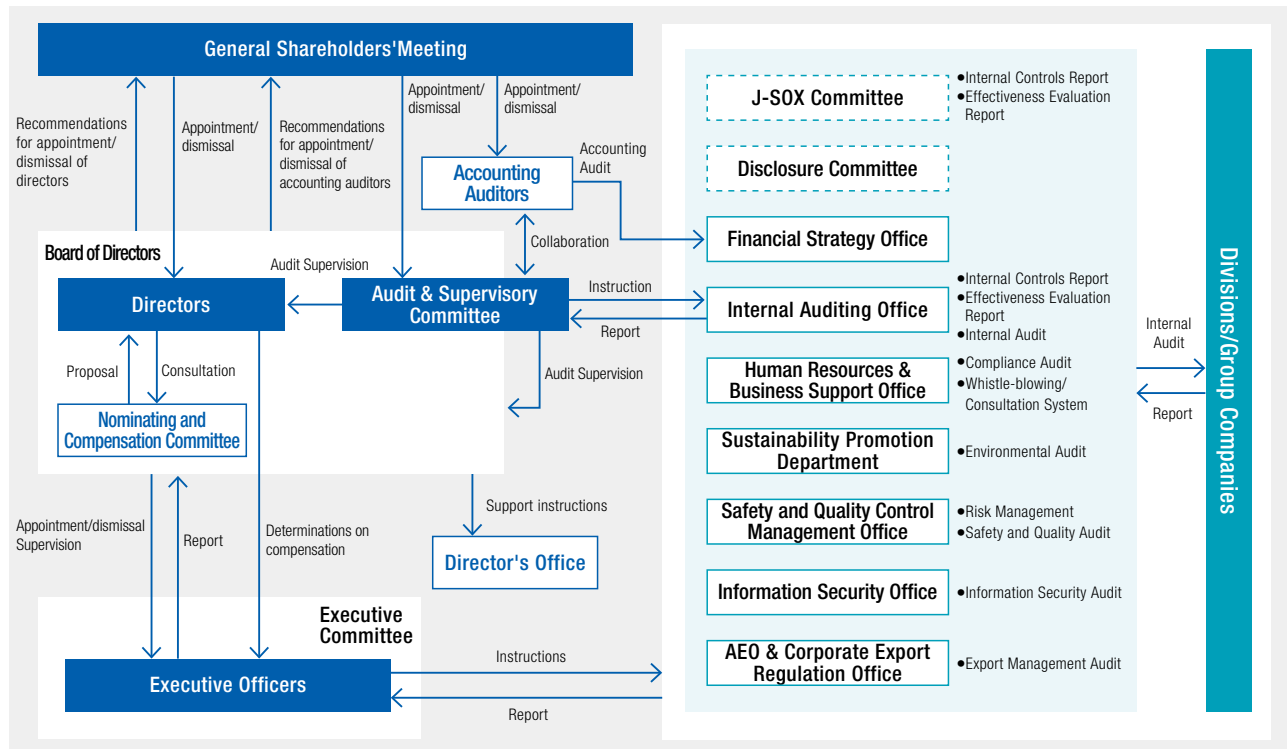 General Shareholders'Meeting
Recommendations
for appointment/
dismissal of
directors
Appointment/
dismissal
Recommendations
for appointment/
dismissal of
accounting auditors
Appointment/
dismissal
Appointment/
dismissal
Accounting
Auditors
Accounting
Audit
Collaboration
Board of Directors
Audit Supervision
Directors
Audit & Supervisory
Committee
Instruction
Report
Proposal
Consultation
Audit Supervision
Nominating and
Compensation Committee
Appointment/dismissal
Supervision
Report
Determinations on
compensation
Support instructions
Director's Office
Executive
Committee
Executive Officers
Instructions
Report
J-SOX Committee
●Internal Controls Report
●Effectiveness Evaluation
Report
Disclosure Committee
Financial Strategy Office
Internal Auditing Office
●Internal Controls Report
●Effectiveness Evaluation
Report
●Internal Audit
Human Resources &
Business Support Office
●Compliance Audit
●Whistle-blowing/
Consultation System
Sustainability Promotion
Department
●Environmental Audit
Safety and Quality Control
Management Office
●Risk Management
●Safety and Quality Audit
Information Security Office
●Information Security Audit
AEO & Corporate Export
Regulation Office
●Export Management Audit
Internal
Audit
Report
Divisions/Group Companies